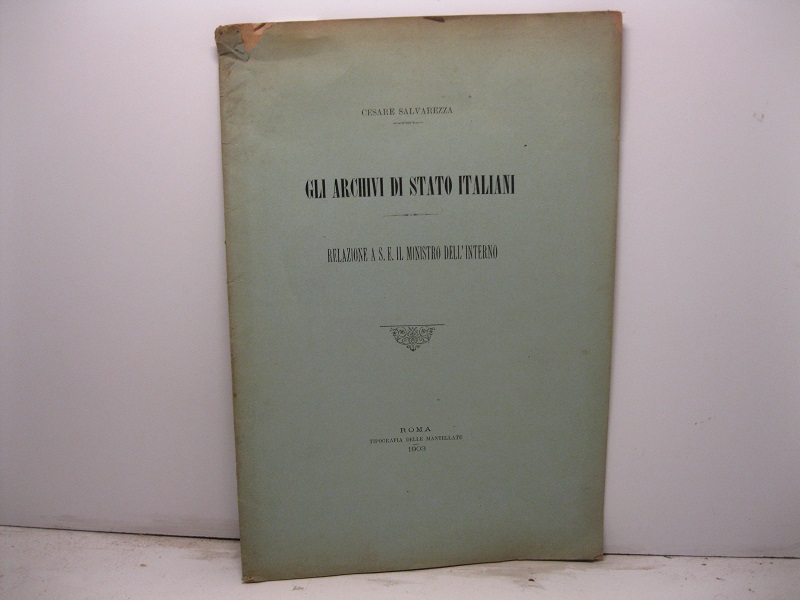 CESARE SALVAREZZA
GLI ARCHIVI DI STATO ITALIANI
RELAZIONE A S. E. IL MINISTRO DELL'INTERNO
ROMA
TIPOGRAFIA DELLE MANTELLATE
1903